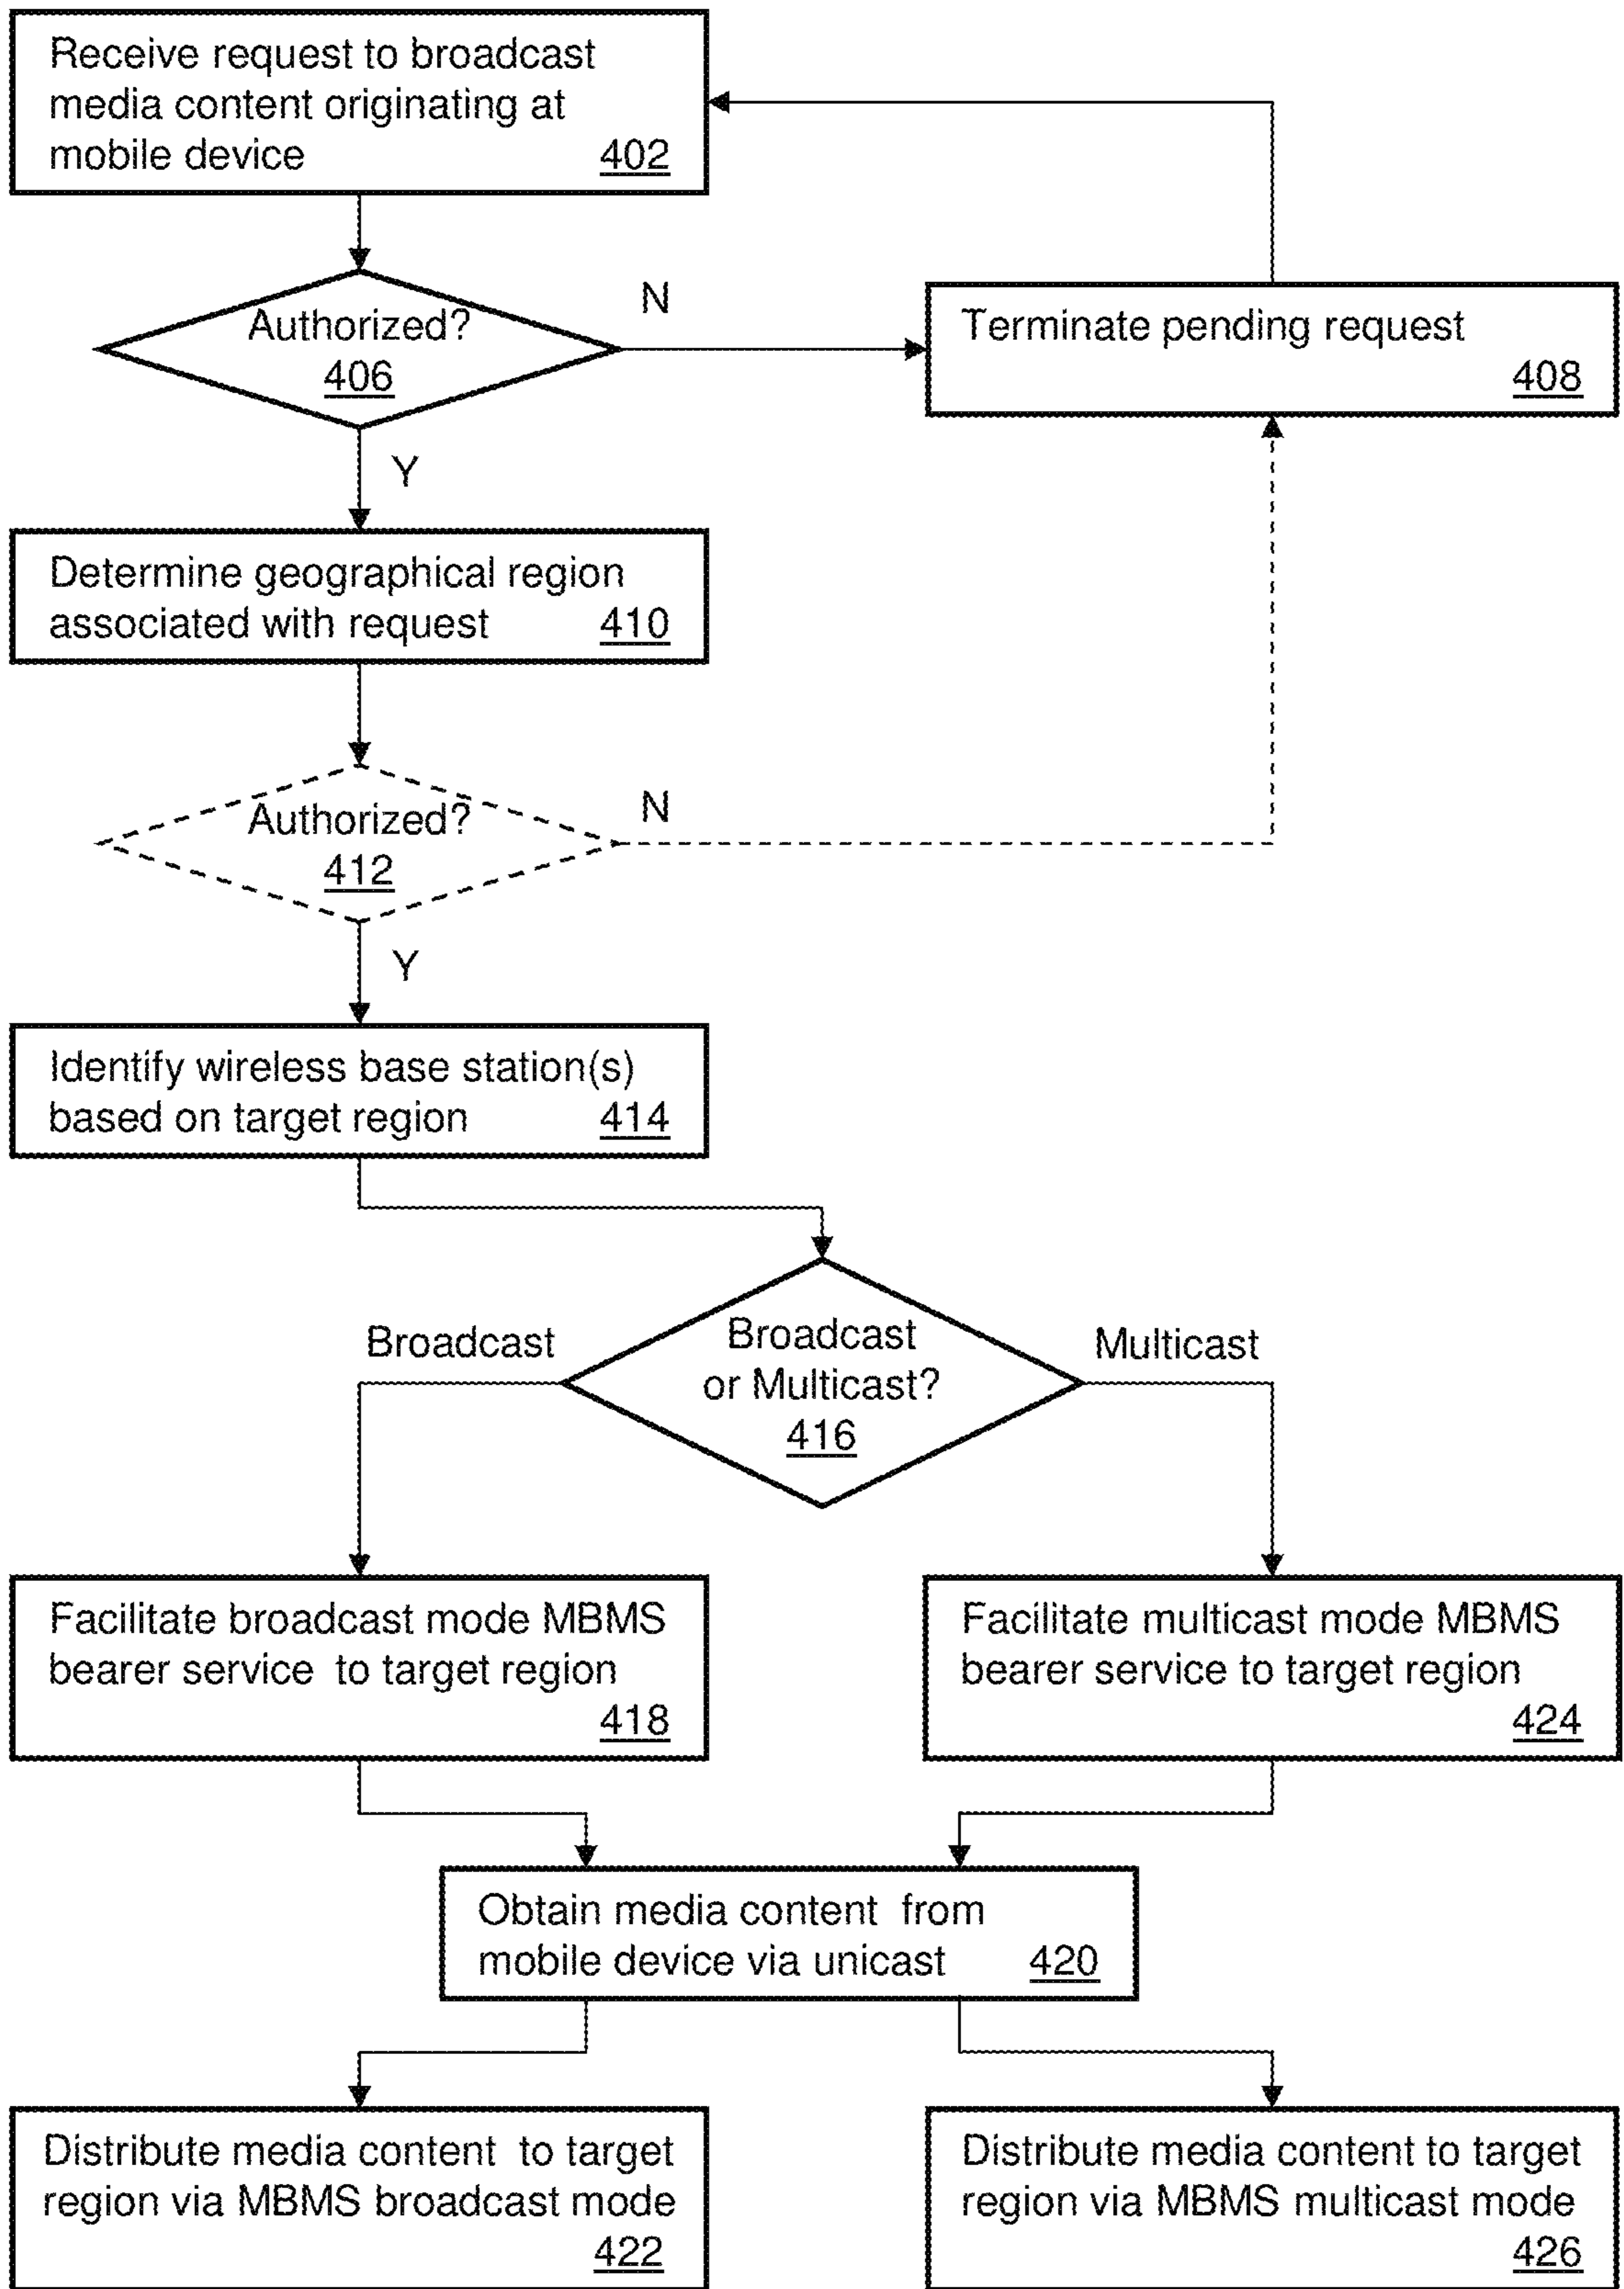 Receive request to broadcast
media content originating at
mobile device 402
Authorized?
406
N
Terminate pending request
408
Y
Determine geographical region
associated with request 410
Authorized?
412
N
Y
Identify wireless base station(s)
based on target region 414
Broadcast
Broadcast
or Multicast?
416
Multicast
Facilitate broadcast mode MBMS
bearer service to target region
418
Facilitate multicast mode MBMS
bearer service to target region
424
Obtain media content from
mobile device via unicast 420
Distribute media content to target
region via MBMS broadcast mode
422
Distribute media content to target
region via MBMS multicast mode
426